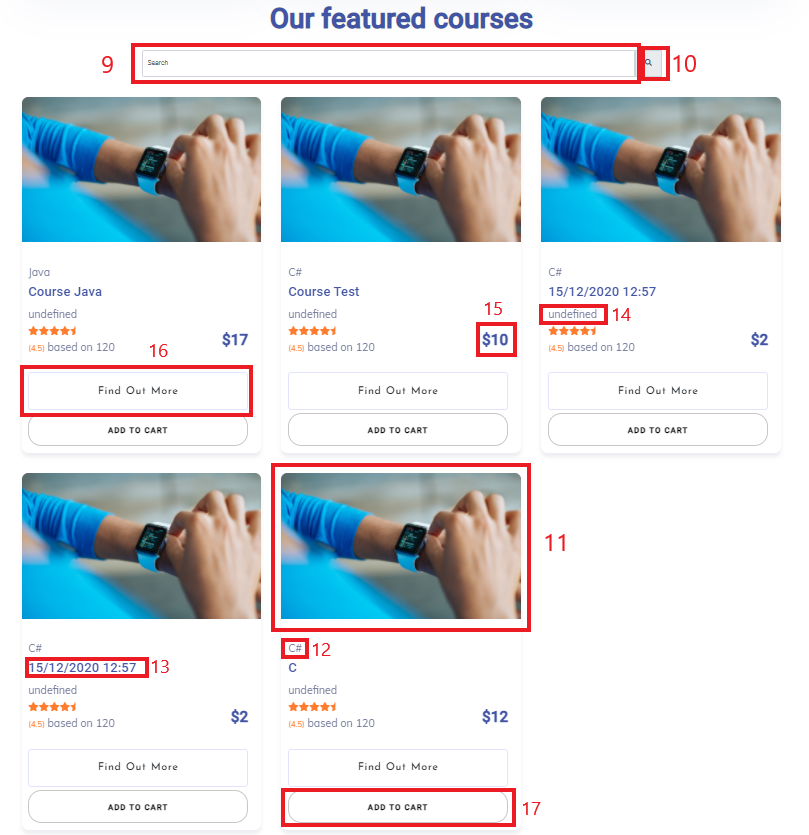 Our featured courses
9 Search 10
Java
Course Java
undefined
(4.5) based on 120
$17
16
Find Out More
ADD TO CART
C#
Course Test
undefined
(4.5) based on 120
15
$10
Find Out More
ADD TO CART
C#
15/12/2020 12:57
undefined 14
(4.5) based on 120
$2
Find Out More
ADD TO CART
C#
15/12/2020 12:57 13
undefined
(4.5) based on 120
$2
Find Out More
ADD TO CART
11
C# 12
C
undefined
(4.5) based on 120
$12
Find Out More
ADD TO CART 17